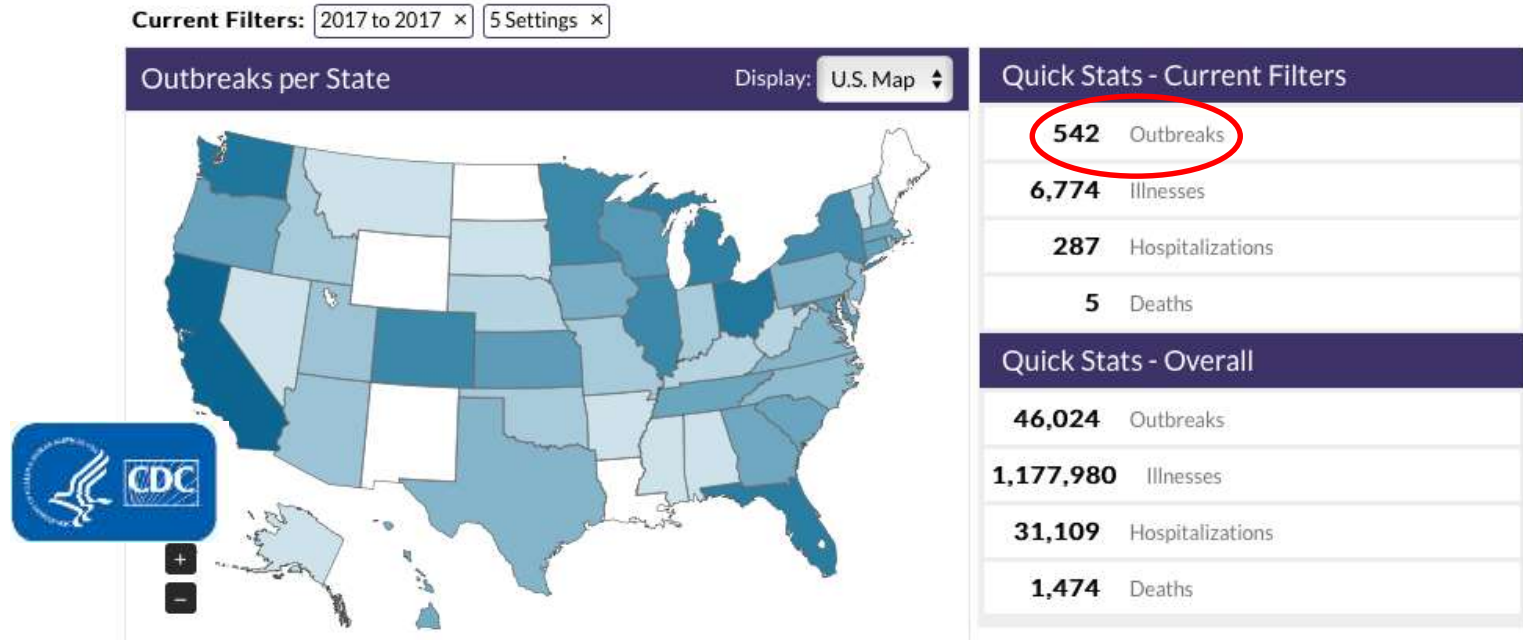 Current Filters: 2017 to 2017 × 5 Settings ×
Outbreaks per State
Display: U.S. Map
Quick Stats - Current Filters
542 Outbreaks
6,774 Illnesses
287 Hospitalizations
5 Deaths
Quick Stats - Overall
46,024 Outbreaks
1,177,980 Illnesses
31,109 Hospitalizations
1,474 Deaths
CDC
+
−